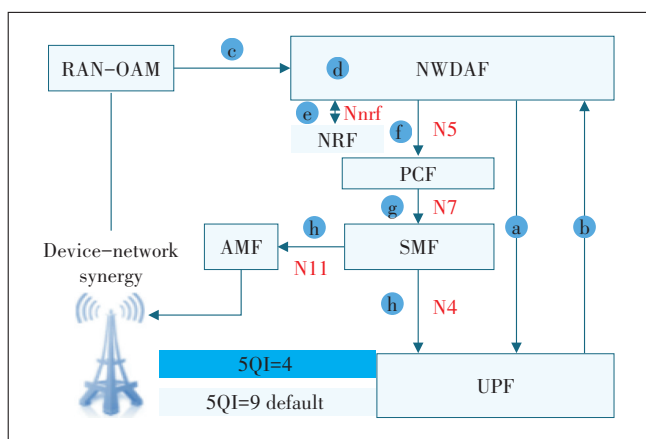 c
RAN-OAM
d
NWDAF
e
Nnrf
NRF
f
N5
PCF
g
N7
a
b
Device-network
synergy
AMF
h
N11
SMF
h
N4
5QI=4
5QI=9 default
UPF